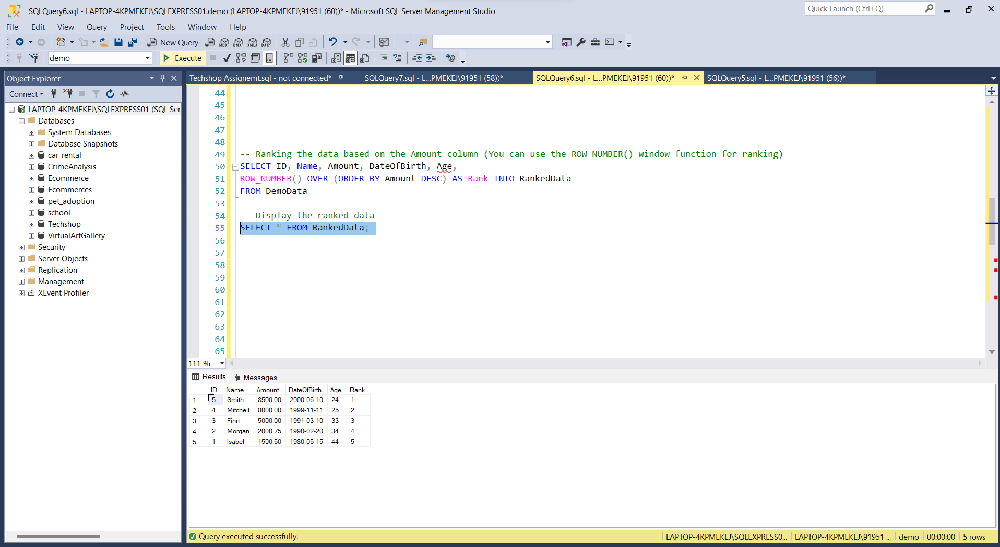 SQLQuery6.sql - LAPTOP-4KPMEKEJ\SQLEXPRESS01.demo (LAPTOP-4KPMEKEJ\91951 (60))* - Microsoft SQL Server Management Studio
Quick Launch (Ctrl+Q)
File Edit View Query Project Tools Window Help
New Query MDX DMX XMLA DAX
demo Execute
Object Explorer
Techshop Assignemt.sql - not connected* SQLQuery7.sql - L...PMEKEJ\91951 (58))* SQLQuery6.sql - L...PMEKEJ\91951 (60))* SQLQuery5.sql - L...PMEKEJ\91951 (56))*
Connect
LAPTOP-4KPMEKEJ\SQLEXPRESS01 (SQL Ser
Databases
System Databases
Database Snapshots
car_rental
CrimeAnalysis
Ecommerce
Ecommerces
pet_adoption
school
Techshop
VirtualArtGallery
Security
Server Objects
Replication
Management
XEvent Profiler
44
45
46
47
48
49 -- Ranking the data based on the Amount column (You can use the ROW_NUMBER() window function for ranking)
50 SELECT ID, Name, Amount, DateOfBirth, Age,
51 ROW_NUMBER() OVER (ORDER BY Amount DESC) AS Rank INTO RankedData
52 FROM DemoData
53
54 -- Display the ranked data
55 SELECT * FROM RankedData;
56
57
58
59
60
61
62
63
64
65
111 %
Results Messages
ID Name Amount DateOfBirth Age Rank
1 5 Smith 8500.00 2000-06-10 24 1
2 4 Mitchell 8000.00 1999-11-11 25 2
3 3 Finn 5000.00 1991-03-10 33 3
4 2 Morgan 2000.75 1990-02-20 34 4
5 1 Isabel 1500.50 1980-05-15 44 5
Query executed successfully. LAPTOP-4KPMEKEJ\SQLEXPRESS0... LAPTOP-4KPMEKEJ\91951 ... demo 00:00:00 5 rows